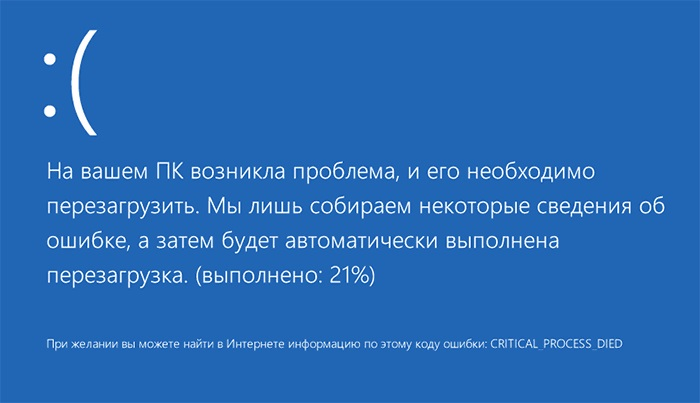 :(
На вашем ПК возникла проблема, и его необходимо
перезагрузить. Мы лишь собираем некоторые сведения об
ошибке, а затем будет автоматически выполнена
перезагрузка. (выполнено: 21%)
При желании вы можете найти в Интернете информацию по этому коду ошибки: CRITICAL_PROCESS_DIED